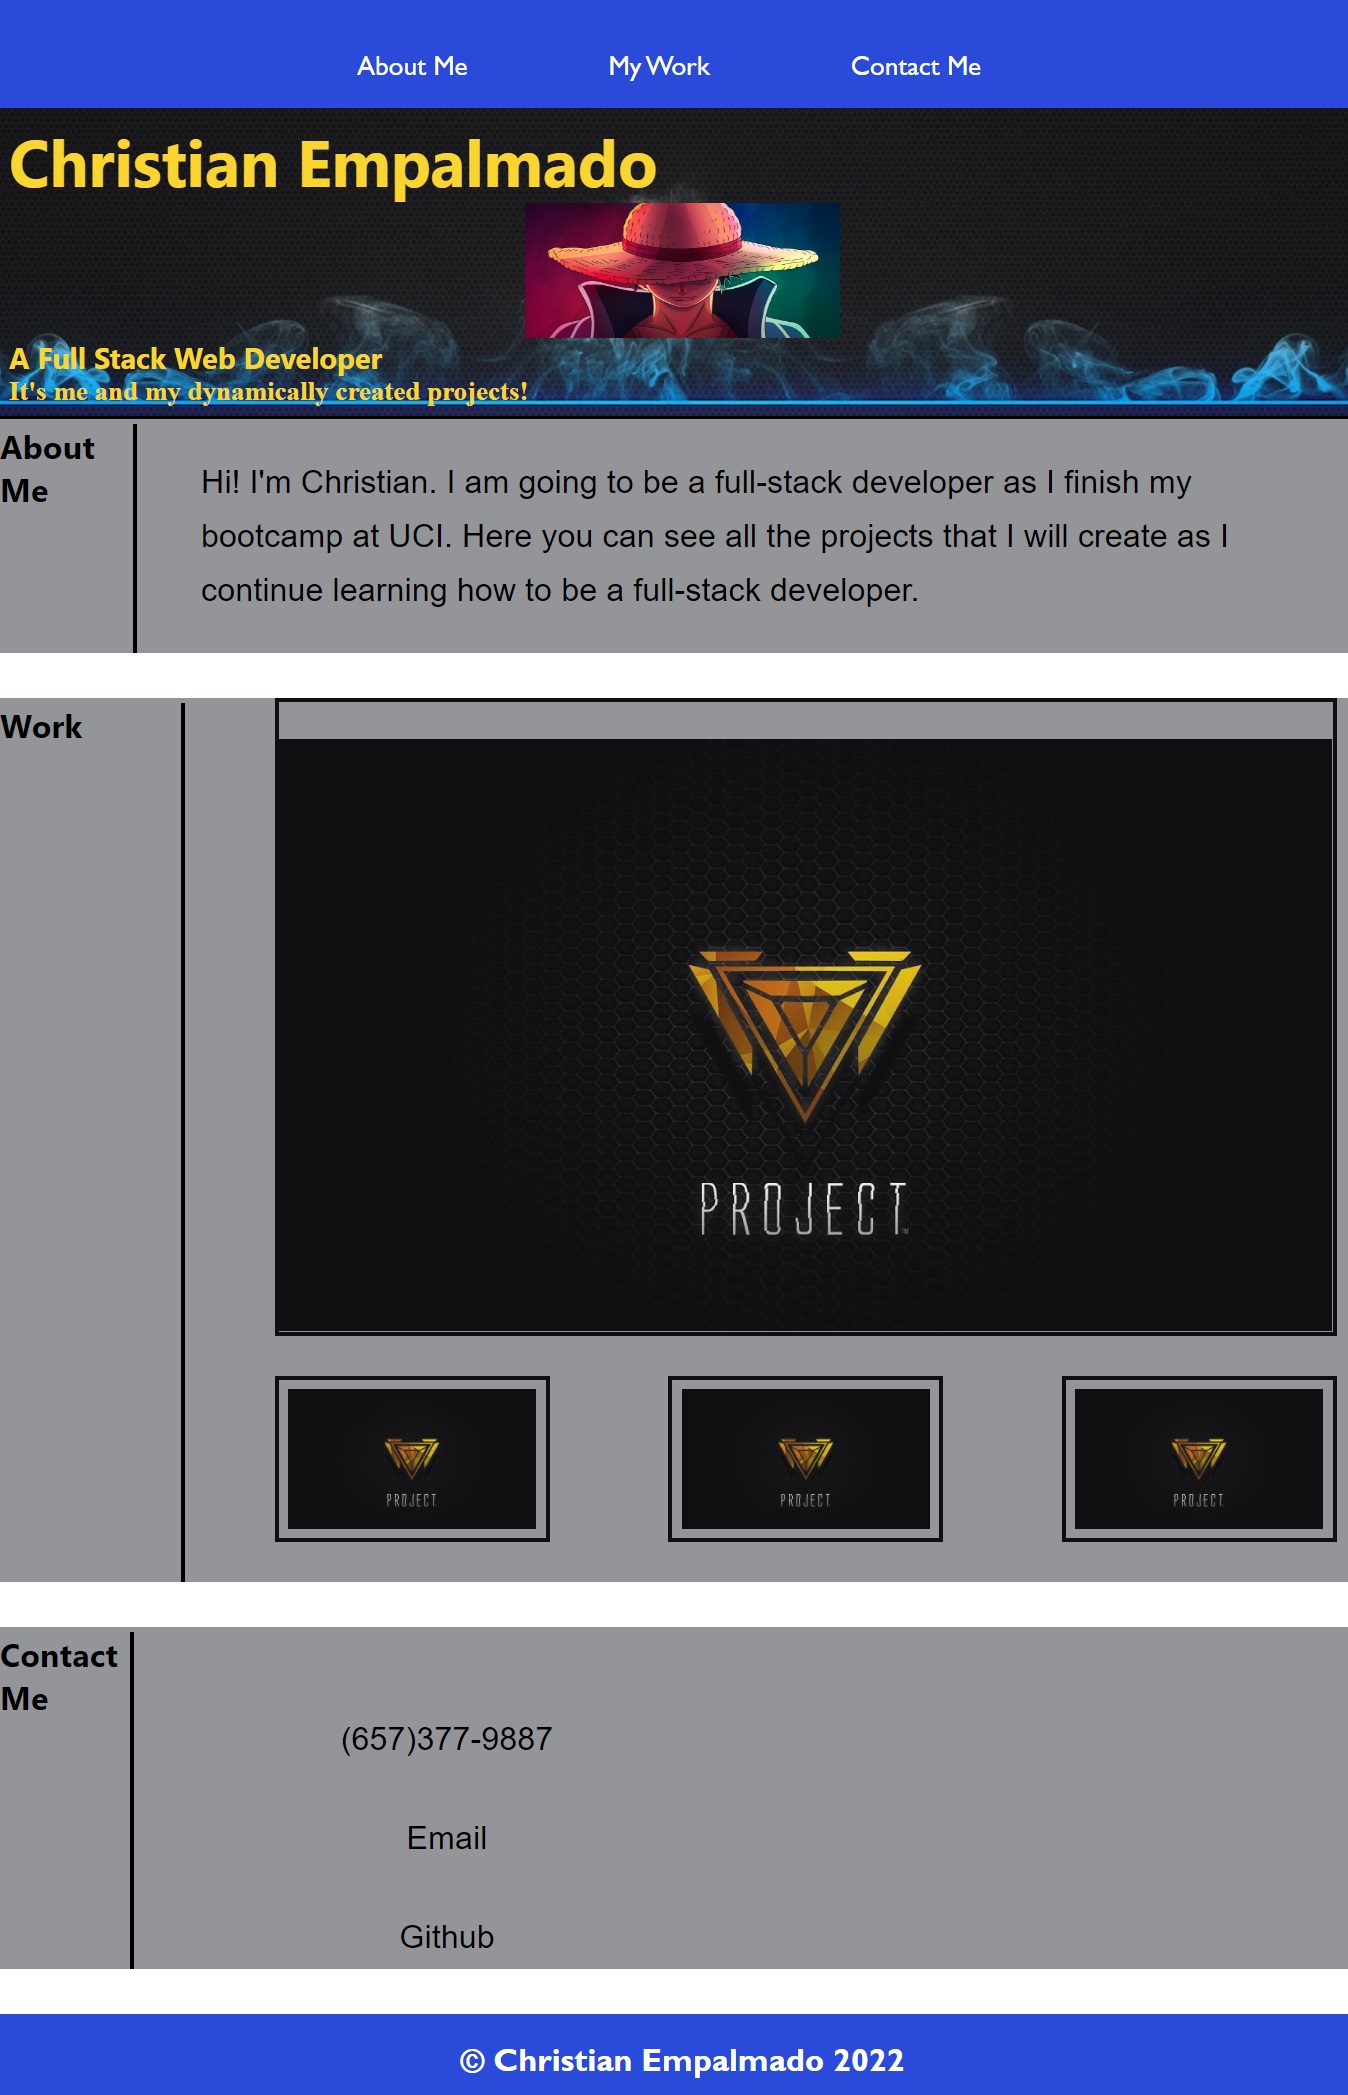 About Me
My Work
Contact Me
Christian Empalmado
A Full Stack Web Developer
It's me and my dynamically created projects!
About
Me
Hi! I'm Christian. I am going to be a full-stack developer as I finish my
bootcamp at UCI. Here you can see all the projects that I will create as I
continue learning how to be a full-stack developer.
Work
PROJECT™
PROJECT
PROJECT
PROJECT
Contact
Me
(657)377-9887
Email
Github
© Christian Empalmado 2022